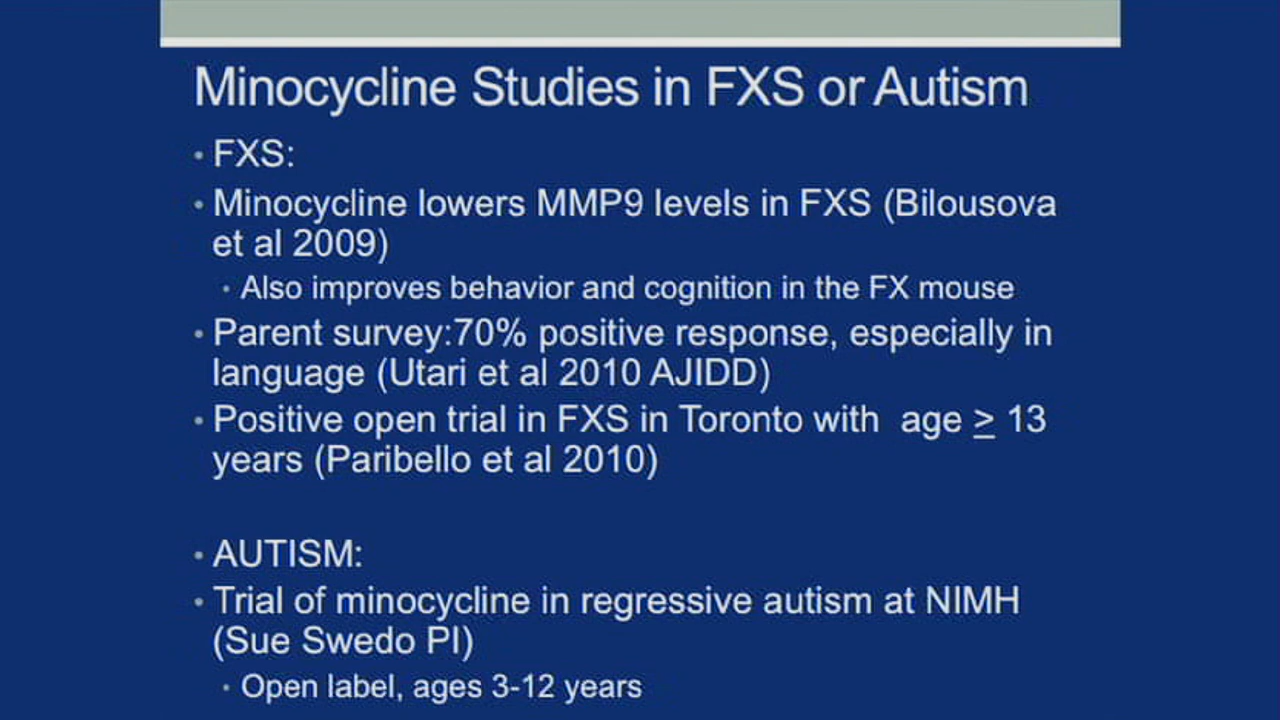 Minocycline Studies in FXS or Autism
• FXS:
• Minocycline lowers MMP9 levels in FXS (Bilousova
et al 2009)
• Also improves behavior and cognition in the FX mouse
• Parent survey:70% positive response, especially in
language (Utari et al 2010 AJIDD)
• Positive open trial in FXS in Toronto with  age ≥ 13
years (Paribello et al 2010)
• AUTISM:
• Trial of minocycline in regressive autism at NIMH
(Sue Swedo PI)
• Open label, ages 3-12 years